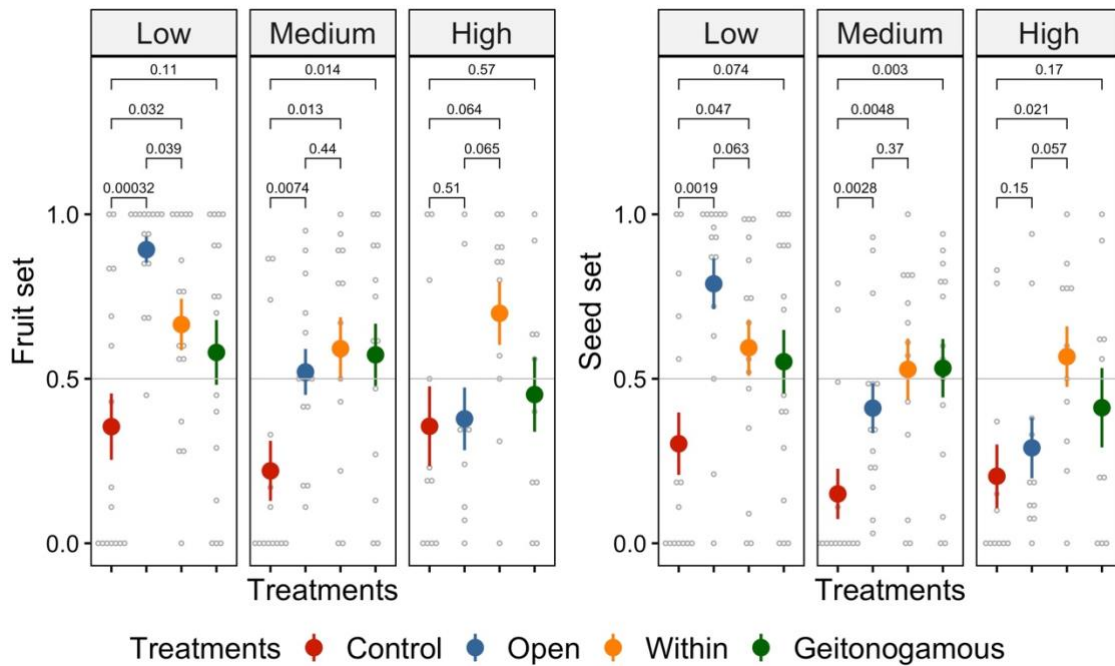 Low Medium High Low Medium High
0.11 0.014 0.57 0.074 0.003 0.17
0.032 0.013 0.064 0.047 0.0048 0.021
0.039 0.44 0.065 0.063 0.37 0.057
0.00032 0.0074 0.51 0.0019 0.0028 0.15
1.0 1.0
Fruit set Seed set
0.5 0.5
0.0 0.0
Treatments Treatments
Treatments Control Open Within Geitonogamous